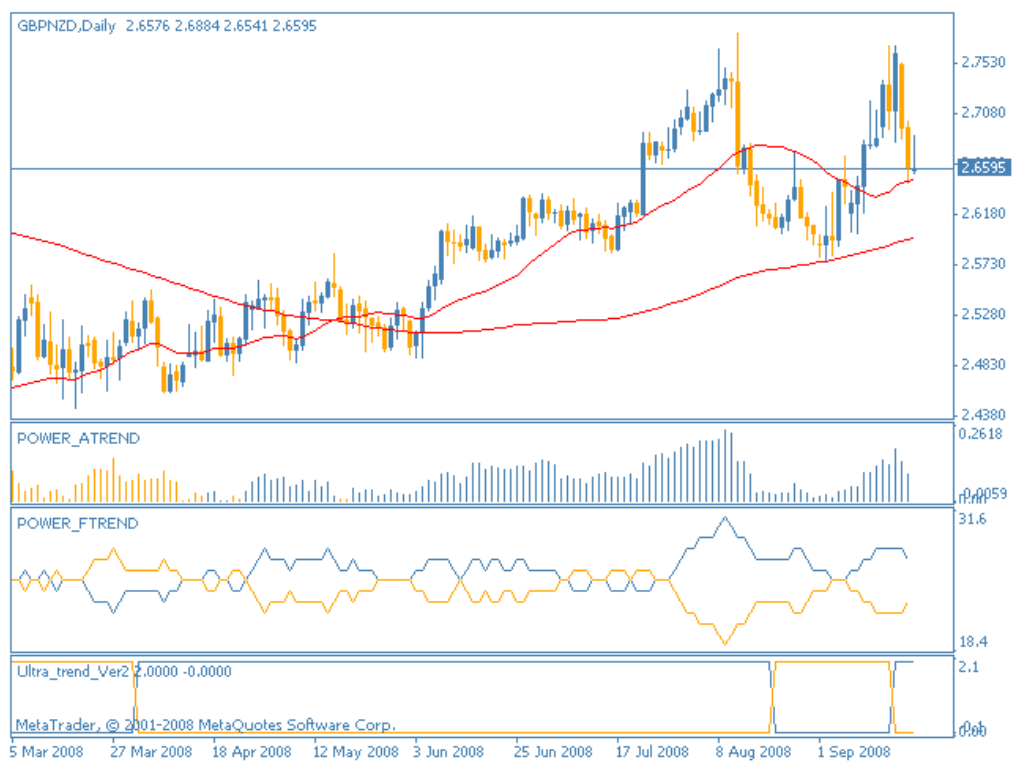 GBPNZD,Daily 2.6576 2.6884 2.6541 2.6595
2.7530
2.7080
2.6595
2.6180
2.5730
2.5280
2.4830
2.4380
POWER_ATREND
0.2618
0.0059
POWER_FTREND
31.6
18.4
Ultra_trend_Ver2 2.0000 -0.0000
2.1
MetaTrader, © 2001-2008 MetaQuotes Software Corp.
-0.1
0.00
5 Mar 2008 27 Mar 2008 18 Apr 2008 12 May 2008 3 Jun 2008 25 Jun 2008 17 Jul 2008 8 Aug 2008 1 Sep 2008